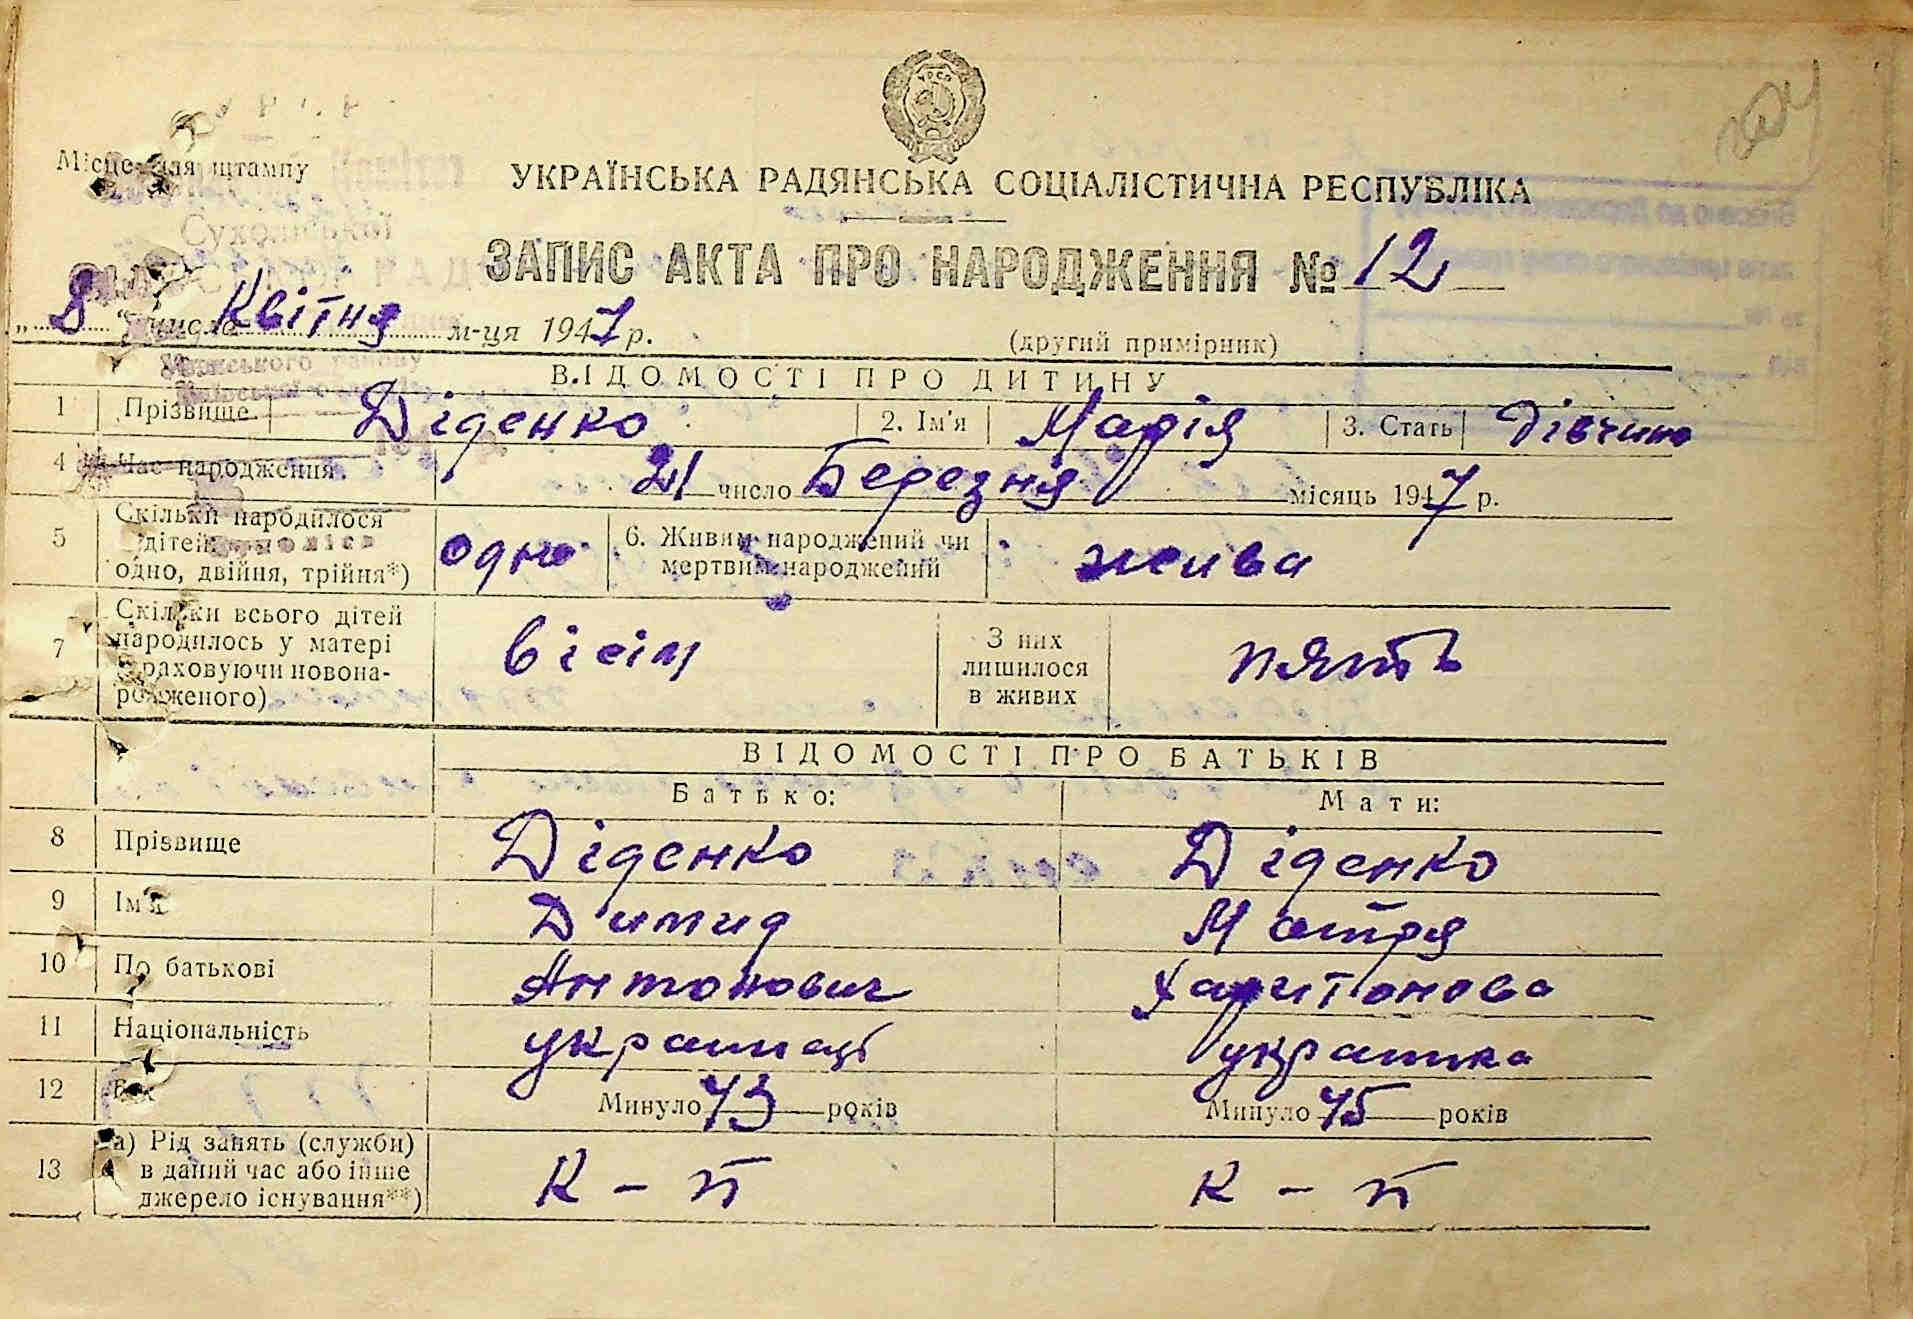 УРСР
Місце для штампу
УКРАЇНСЬКА РАДЯНСЬКА СОЦІАЛІСТИЧНА РЕСПУБЛІКА
ЗАПИС АКТА ПРО НАРОДЖЕННЯ № 12
„ 8 “ числа Квітня м-ця 1947 р.
(другий примірник)
ВІДОМОСТІ ПРО ДИТИНУ
1 Прізвище Діденко 2. Ім'я Марія 3. Стать Дівчина
4 Час народження 21 число Березня місяць 1947 р.
5 Скільки народилося дітей: одно, двійня, трійня*) одно 6. Живим народжений чи мертвим народжений жива
7 Скільки всього дітей народилось у матері (враховуючи новонародженого) вісім З них лишилося в живих пять
ВІДОМОСТІ ПРО БАТЬКІВ
Батько: Мати:
8 Прізвище Діденко Діденко
9 Ім'я Димид Мотря
10 По батькові Антонович Харитонова
11 Національність українці українка
12 Вік Минуло 43 років Минуло 45 років
13 а) Рід занять (служби) в даний час або інше джерело існування**) к - п к - п